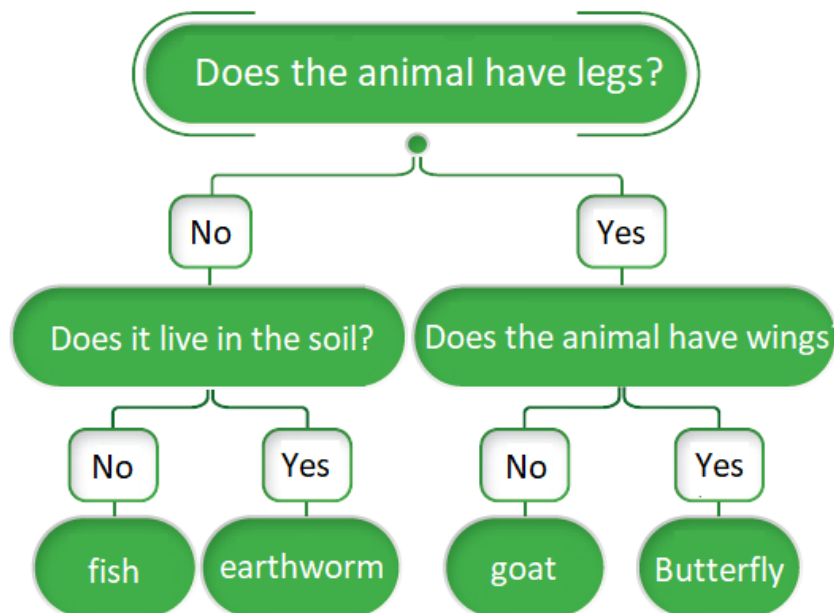 Does the animal have legs?
No
Yes
Does it live in the soil?
Does the animal have wings?
No
Yes
No
Yes
fish
earthworm
goat
Butterfly